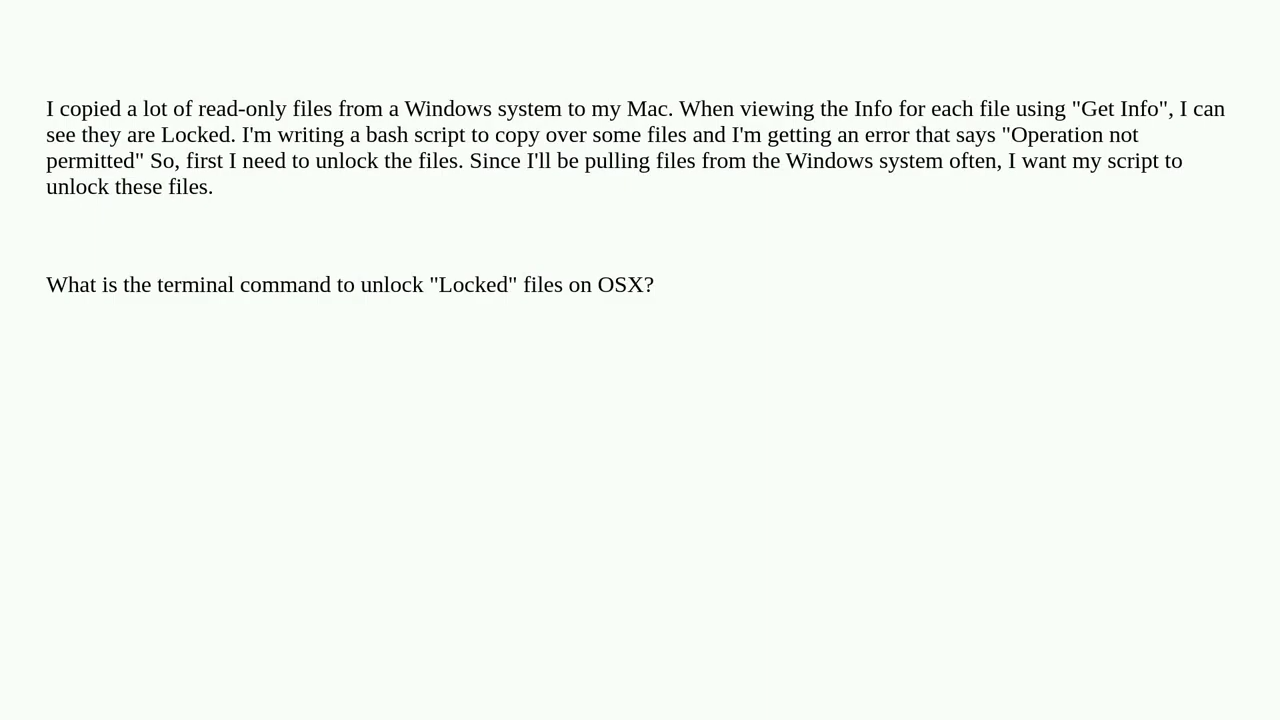 I copied a lot of read-only files from a Windows system to my Mac. When viewing the Info for each file using "Get Info", I can
see they are Locked. I'm writing a bash script to copy over some files and I'm getting an error that says "Operation not
permitted" So, first I need to unlock the files. Since I'll be pulling files from the Windows system often, I want my script to
unlock these files.
What is the terminal command to unlock "Locked" files on OSX?